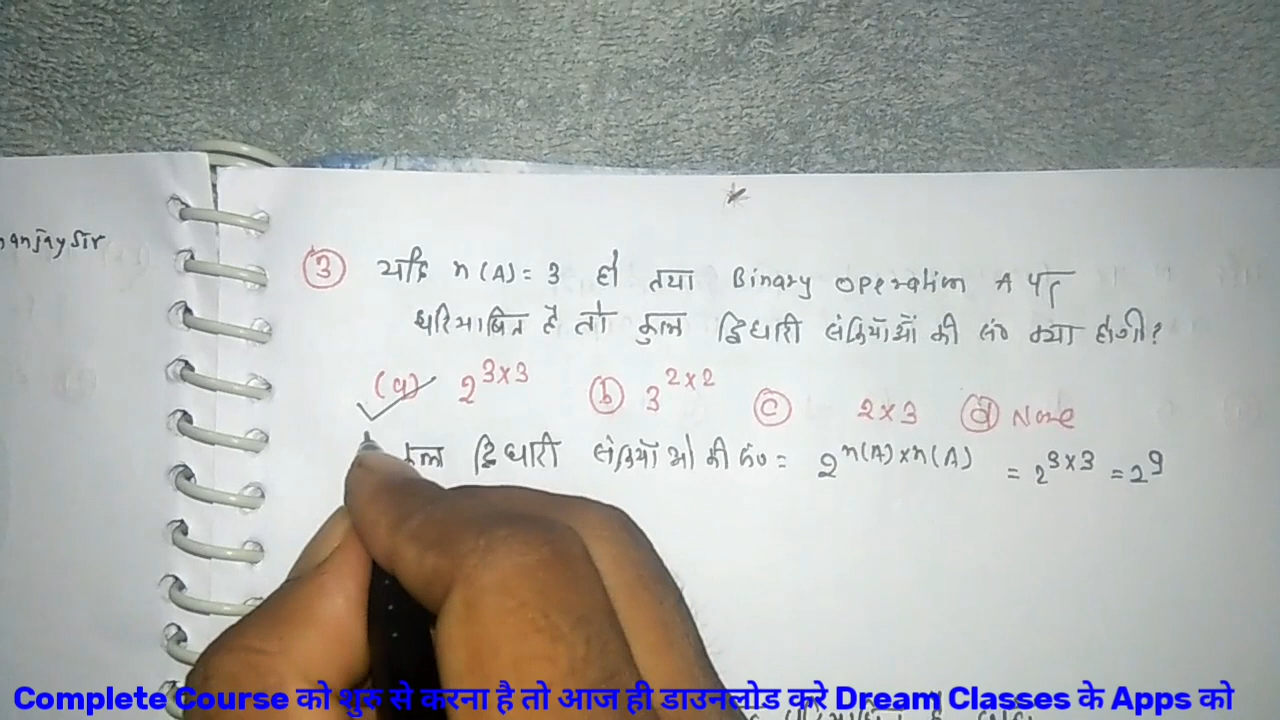 nanjay Sir
③ यदि n(A) = 3 हो तथा Binary operation A पर
परिभाषित है तो कुल द्विधारी संक्रियाओं की सं० क्या होगी?
(a) 2^{3×3} (b) 3^{2×2} (c) 2×3 (d) None
कुल द्विधारी संक्रियाओं की सं० = 2^{n(A)×n(A)} = 2^{3×3} = 2^9
Complete Course को शुरु से करना है तो आज ही डाउनलोड करे Dream Classes के Apps को